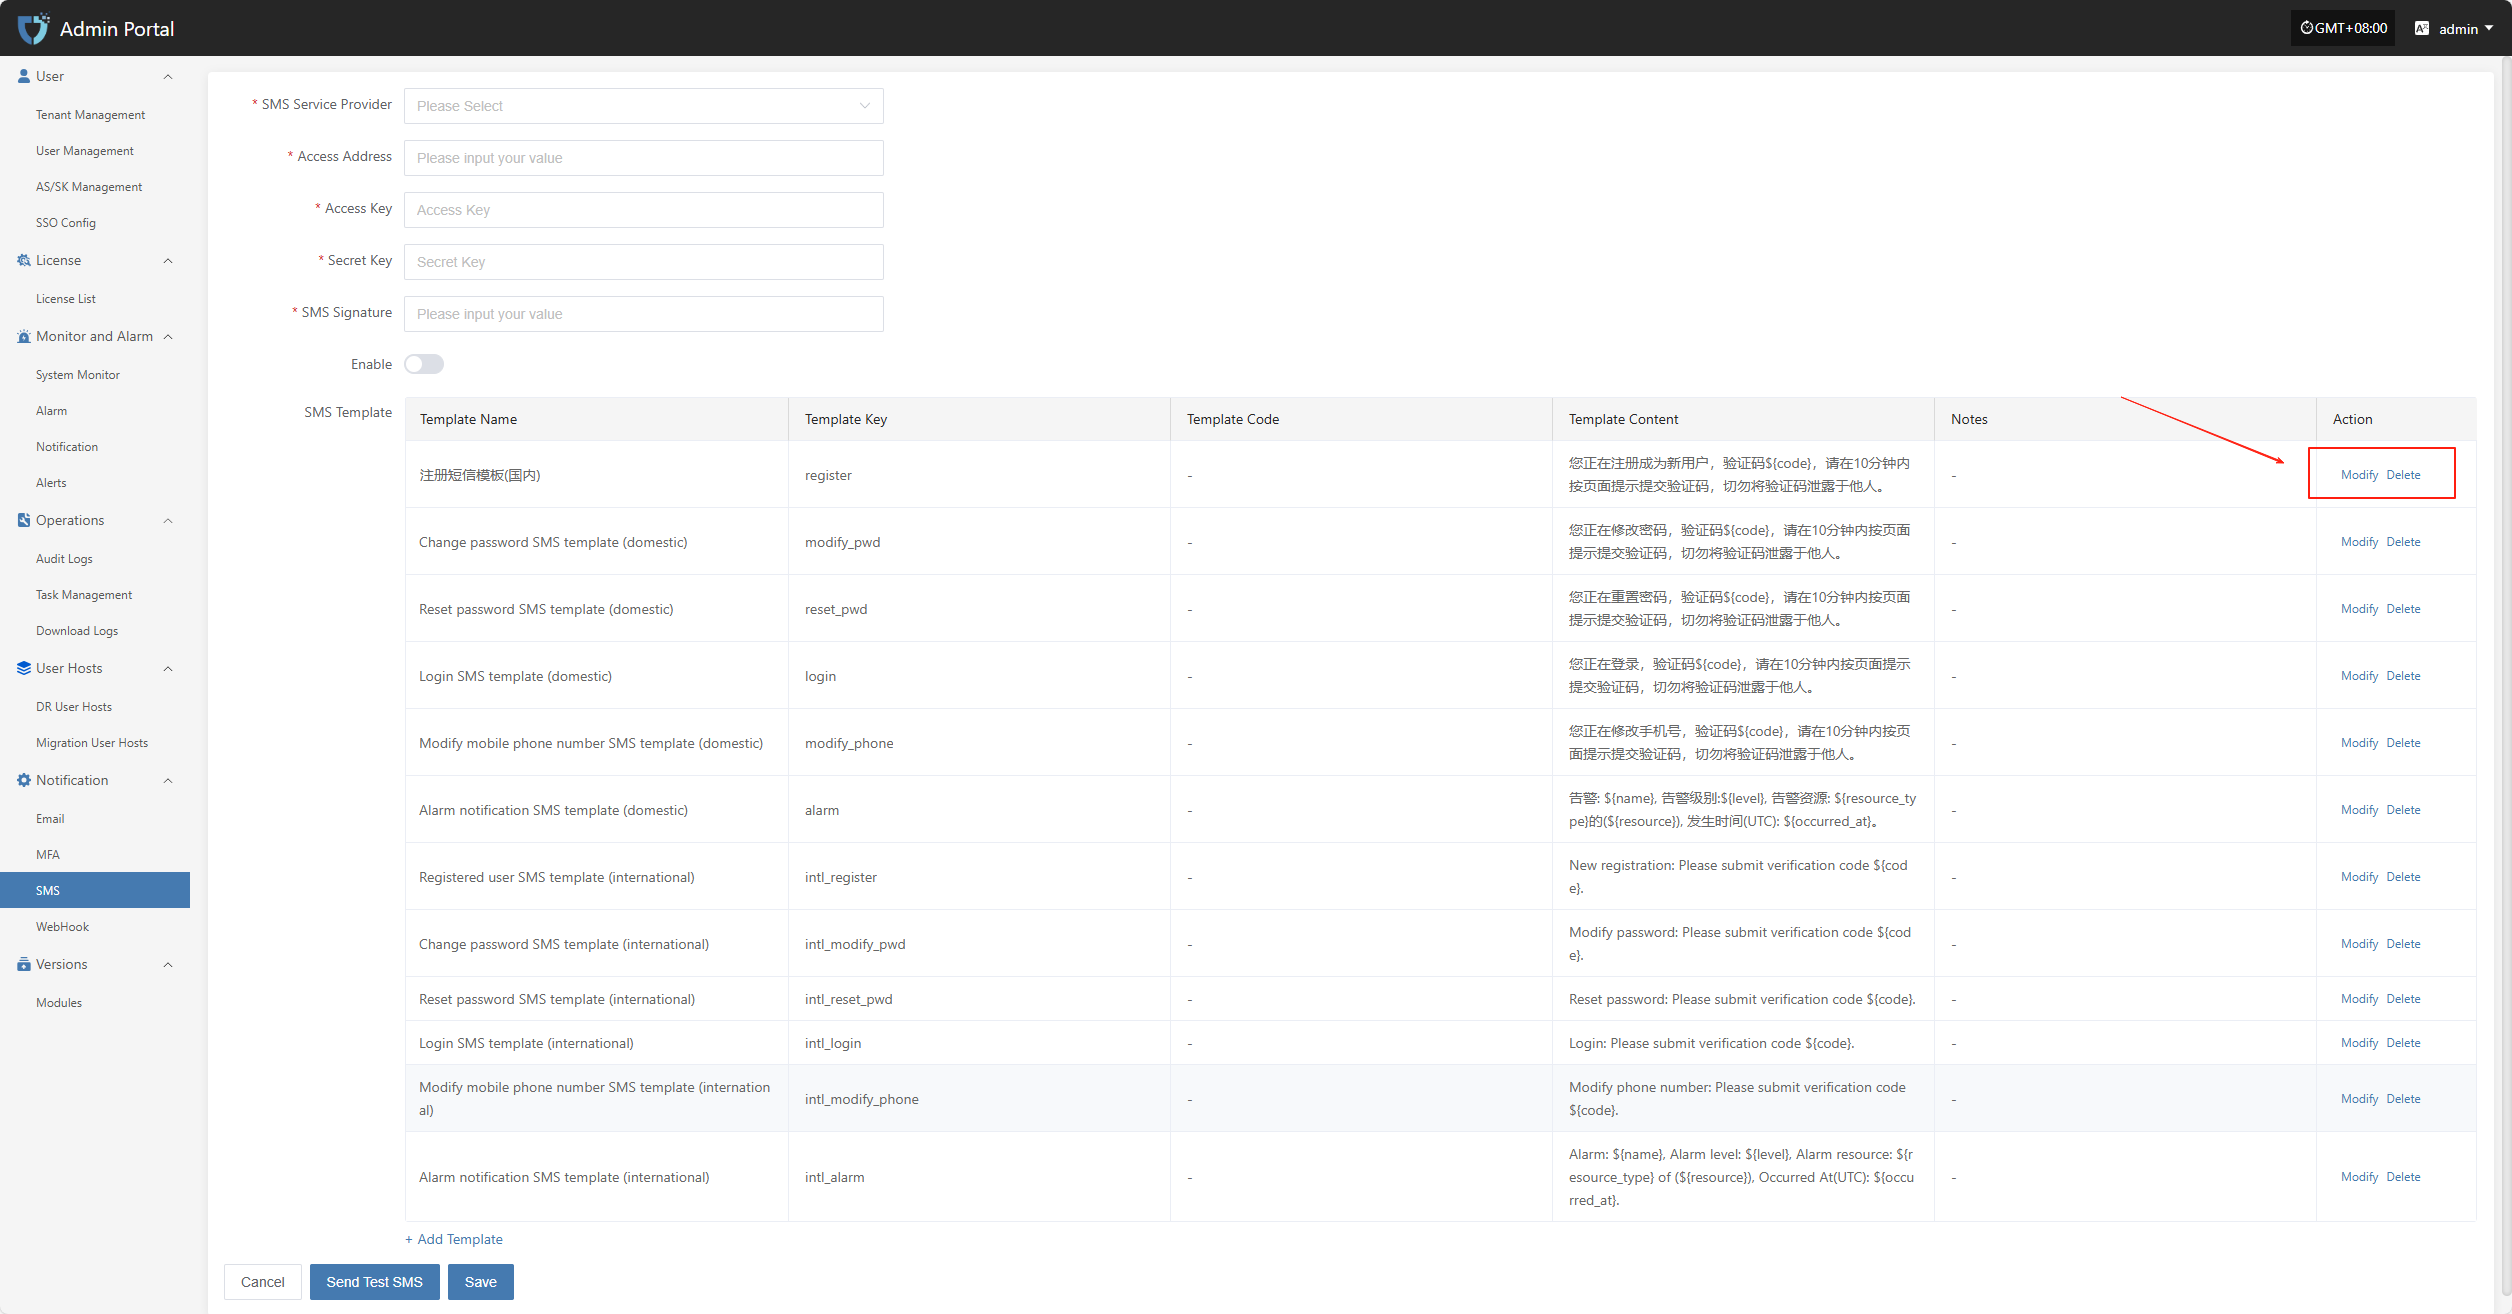 Admin Portal
GMT+08:00
admin
User
Tenant Management
User Management
AS/SK Management
SSO Config
License
License List
Monitor and Alarm
System Monitor
Alarm
Notification
Alerts
Operations
Audit Logs
Task Management
Download Logs
User Hosts
DR User Hosts
Migration User Hosts
Notification
Email
MFA
SMS
WebHook
Versions
Modules
* SMS Service Provider
Please Select
* Access Address
Please input your value
* Access Key
Access Key
* Secret Key
Secret Key
* SMS Signature
Please input your value
Enable
SMS Template
Template Name Template Key Template Code Template Content Notes Action
注册短信模板(国内) register - 您正在注册成为新用户，验证码${code}，请在10分钟内 - Modify Delete
按页面提示提交验证码，切勿将验证码泄露于他人。
Change password SMS template (domestic) modify_pwd - 您正在修改密码，验证码${code}，请在10分钟内按页面 - Modify Delete
提示提交验证码，切勿将验证码泄露于他人。
Reset password SMS template (domestic) reset_pwd - 您正在重置密码，验证码${code}，请在10分钟内按页面 - Modify Delete
提示提交验证码，切勿将验证码泄露于他人。
Login SMS template (domestic) login - 您正在登录，验证码${code}，请在10分钟内按页面提示 - Modify Delete
提交验证码，切勿将验证码泄露于他人。
Modify mobile phone number SMS template (domestic) modify_phone - 您正在修改手机号，验证码${code}，请在10分钟内按页 - Modify Delete
面提示提交验证码，切勿将验证码泄露于他人。
Alarm notification SMS template (domestic) alarm - 告警: ${name}, 告警级别:${level}, 告警资源: ${resource_ty - Modify Delete
pe}的(${resource}), 发生时间(UTC): ${occurred_at}。
Registered user SMS template (international) intl_register - New registration: Please submit verification code ${cod - Modify Delete
e}.
Change password SMS template (international) intl_modify_pwd - Modify password: Please submit verification code ${cod - Modify Delete
e}.
Reset password SMS template (international) intl_reset_pwd - Reset password: Please submit verification code ${code}. - Modify Delete
Login SMS template (international) intl_login - Login: Please submit verification code ${code}. - Modify Delete
Modify mobile phone number SMS template (internation intl_modify_phone - Modify phone number: Please submit verification code - Modify Delete
al) ${code}.
Alarm notification SMS template (international) intl_alarm - Alarm: ${name}, Alarm level: ${level}, Alarm resource: ${r - Modify Delete
esource_type} of (${resource}), Occurred At(UTC): ${occu
rred_at}.
+ Add Template
Cancel
Send Test SMS
Save